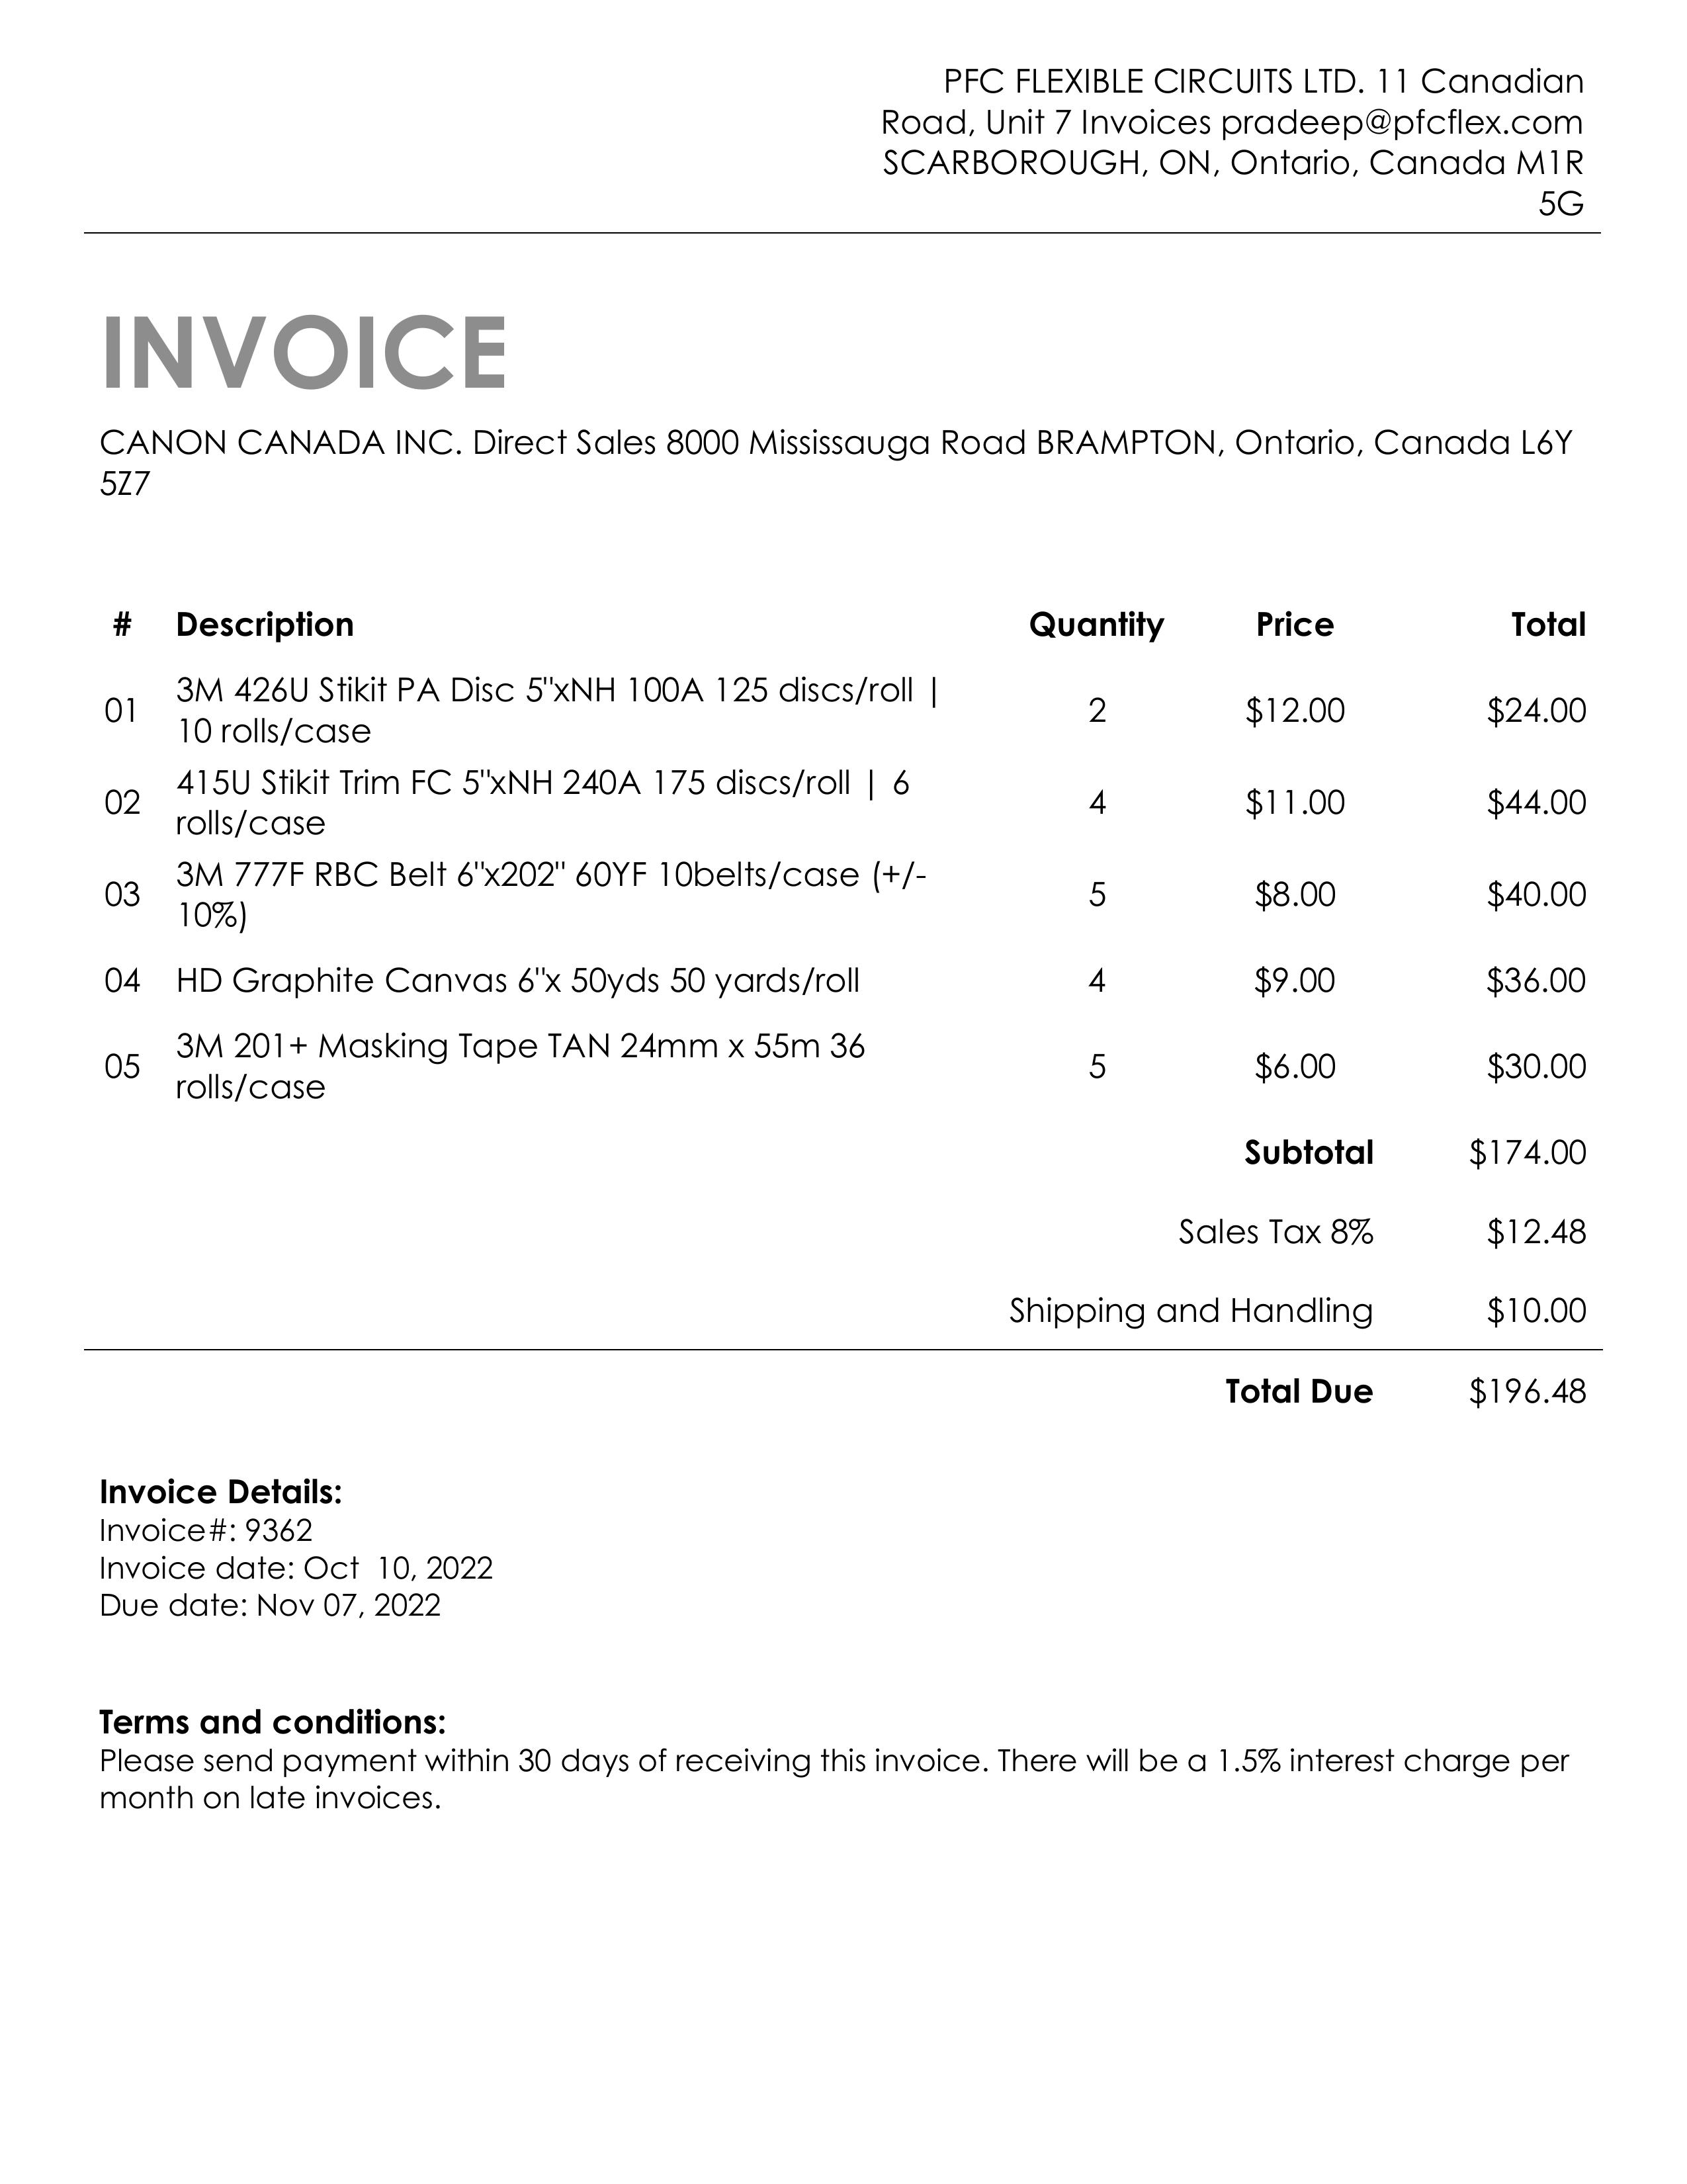 PFC FLEXIBLE CIRCUITS LTD. 11 Canadian
Road, Unit 7 Invoices pradeep@pfcflex.com
SCARBOROUGH, ON, Ontario, Canada M1R
5G
INVOICE
CANON CANADA INC. Direct Sales 8000 Mississauga Road BRAMPTON, Ontario, Canada L6Y
5Z7
# Description Quantity Price Total
01 3M 426U Stikit PA Disc 5"xNH 100A 125 discs/roll |
10 rolls/case 2 $12.00 $24.00
02 415U Stikit Trim FC 5"xNH 240A 175 discs/roll | 6
rolls/case 4 $11.00 $44.00
03 3M 777F RBC Belt 6"x202" 60YF 10belts/case (+/-
10%) 5 $8.00 $40.00
04 HD Graphite Canvas 6"x 50yds 50 yards/roll 4 $9.00 $36.00
05 3M 201+ Masking Tape TAN 24mm x 55m 36
rolls/case 5 $6.00 $30.00
Subtotal $174.00
Sales Tax 8% $12.48
Shipping and Handling $10.00
Total Due $196.48
Invoice Details:
Invoice#: 9362
Invoice date: Oct  10, 2022
Due date: Nov 07, 2022
Terms and conditions:
Please send payment within 30 days of receiving this invoice. There will be a 1.5% interest charge per
month on late invoices.